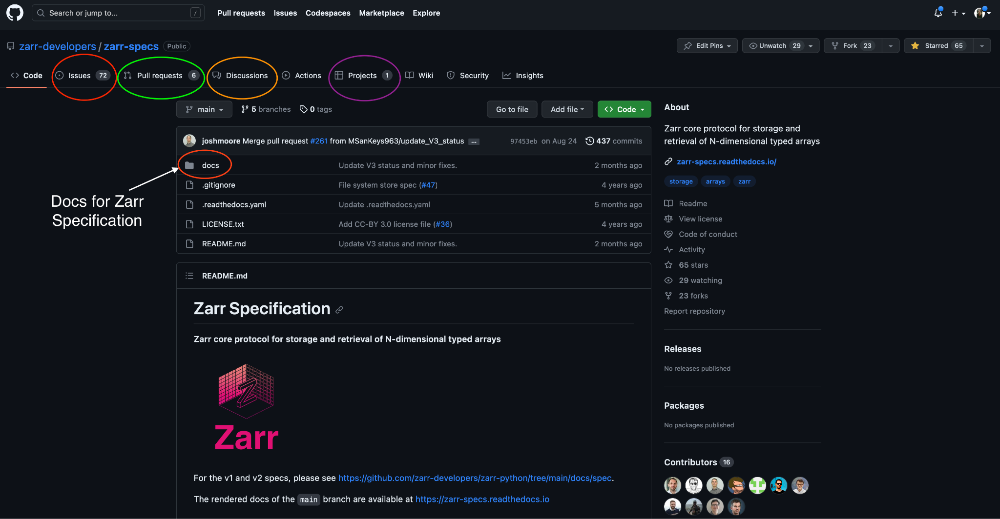 Search or jump to... /
Pull requests Issues Codespaces Marketplace Explore
zarr-developers / zarr-specs Public
Edit Pins Unwatch 29 Fork 23 Starred 65
Code Issues 72 Pull requests 6 Discussions Actions Projects 1 Wiki Security Insights
main 5 branches 0 tags Go to file Add file Code
joshmoore Merge pull request #261 from MSanKeys963/update_V3_status ... 97453eb on Aug 24 437 commits
docs Update V3 status and minor fixes. 2 months ago
.gitignore File system store spec (#47) 4 years ago
.readthedocs.yaml Update .readthedocs.yaml 5 months ago
LICENSE.txt Add CC-BY 3.0 license file (#36) 4 years ago
README.md Update V3 status and minor fixes. 2 months ago
Docs for Zarr
Specification
README.md
Zarr Specification
Zarr core protocol for storage and retrieval of N-dimensional typed arrays
Z
Zarr
For the v1 and v2 specs, please see https://github.com/zarr-developers/zarr-python/tree/main/docs/spec.
The rendered docs of the main branch are available at https://zarr-specs.readthedocs.io
About
Zarr core protocol for storage and
retrieval of N-dimensional typed arrays
zarr-specs.readthedocs.io/
storage arrays zarr
Readme
View license
Code of conduct
Activity
65 stars
29 watching
23 forks
Report repository
Releases
No releases published
Packages
No packages published
Contributors 16